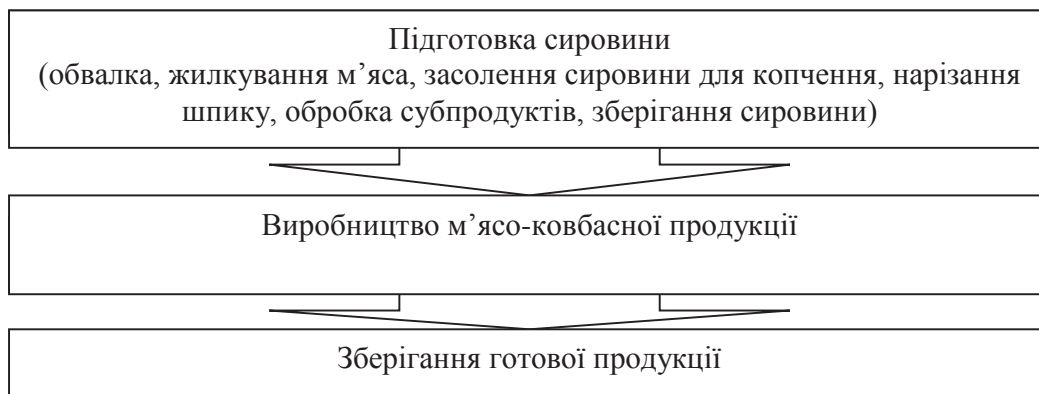 Підготовка сировини
(обвалка, жилкування м’яса, засолення сировини для копчення, нарізання
шпику, обробка субпродуктів, зберігання сировини)
Виробництво м’ясо-ковбасної продукції
Зберігання готової продукції